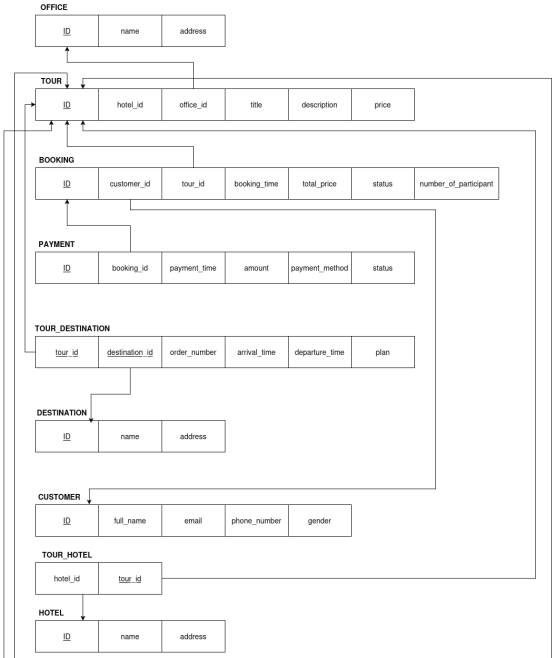 OFFICE
ID name address
TOUR
ID hotel_id office_id title description price
BOOKING
ID customer_id tour_id booking_time total_price status number_of_participant
PAYMENT
ID booking_id payment_time amount payment_method status
TOUR_DESTINATION
tour_id destination_id order_number arrival_time departure_time plan
DESTINATION
ID name address
CUSTOMER
ID full_name email phone_number gender
TOUR_HOTEL
hotel_id tour_id
HOTEL
ID name address